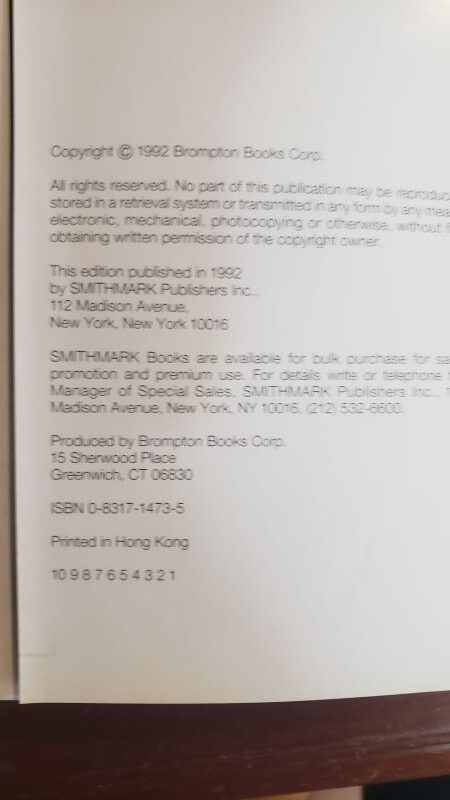 Copyright © 1992 Brompton Books Corp.
All rights reserved. No part of this publication may be reproduc
stored in a retrieval system or transmitted in any form by any mea
electronic, mechanical, photocopying or otherwise, without
obtaining written permission of the copyright owner.
This edition published in 1992
by SMITHMARK Publishers Inc.,
112 Madison Avenue,
New York, New York 10016
SMITHMARK Books are available for bulk purchase for sa
promotion and premium use. For details write or telephone
Manager of Special Sales, SMITHMARK Publishers Inc., 1
Madison Avenue, New York, NY 10016. (212) 532-6600.
Produced by Brompton Books Corp.
15 Sherwood Place
Greenwich, CT 06830
ISBN 0-8317-1473-5
Printed in Hong Kong
10 9 8 7 6 5 4 3 2 1